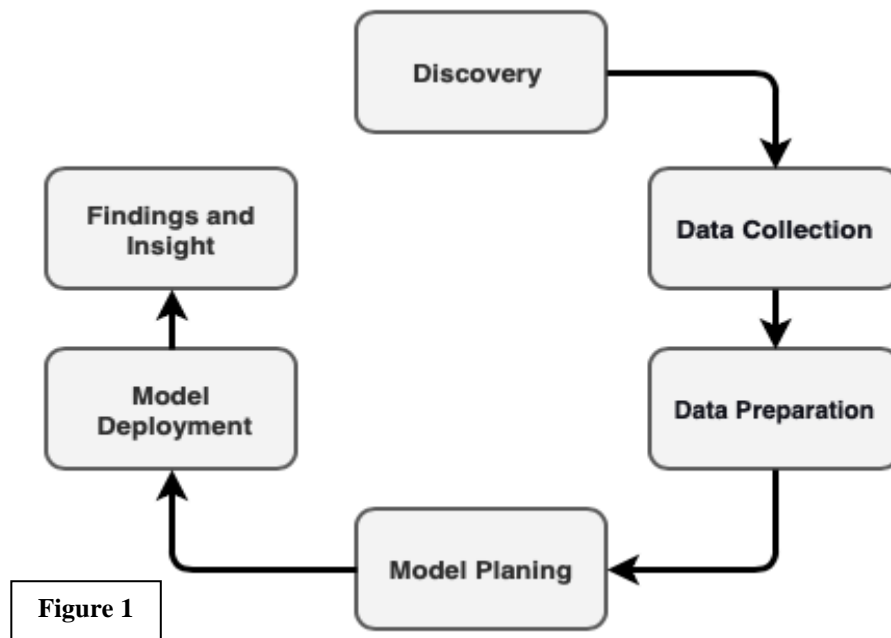 Discovery
Data Collection
Data Preparation
Model Planing
Model
Deployment
Findings and
Insight
Figure 1